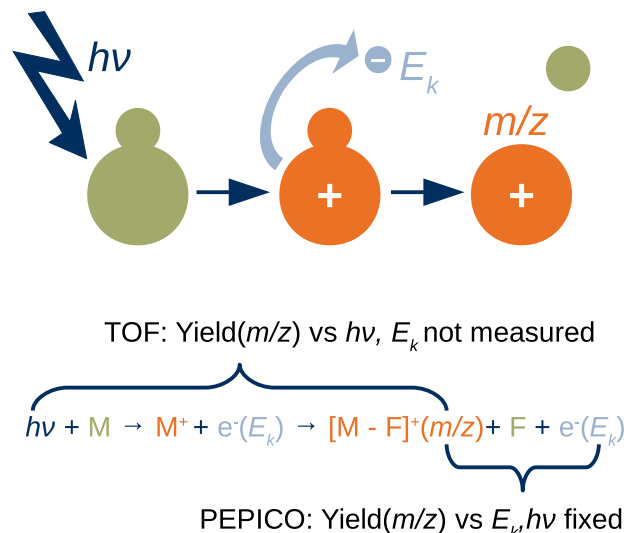 hν
− E_k
m/z
+ +
TOF: Yield(m/z) vs hν, E_k not measured
hν + M → M⁺ + e⁻(E_k) → [M - F]⁺(m/z)+ F + e⁻(E_k)
PEPICO: Yield(m/z) vs E_k,hν fixed